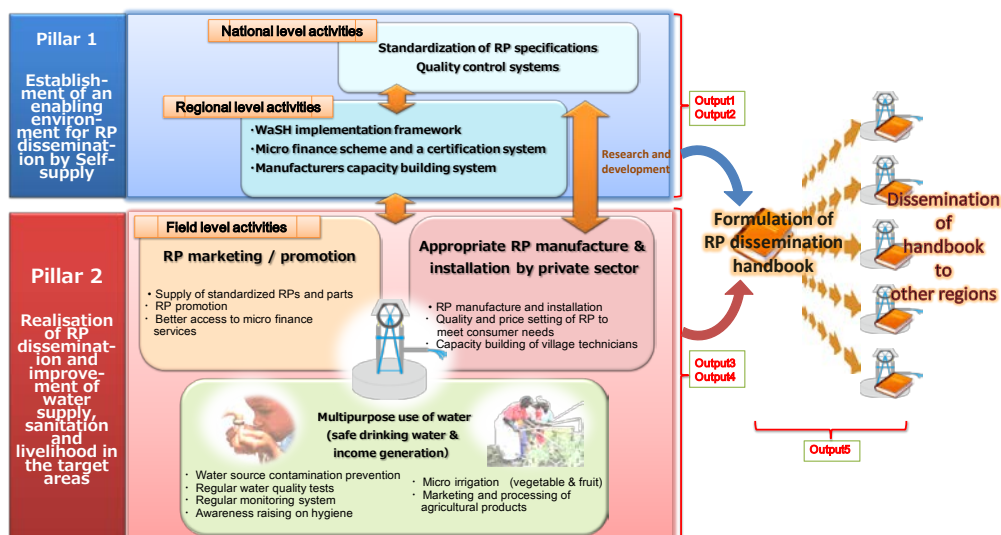 Pillar 1
Establish-
ment of an
enabling
environ-
ment for RP
dissemina-
tion by Self-
supply
National level activities
Standardization of RP specifications
Quality control systems
Regional level activities
・WaSH implementation framework
・Micro finance scheme and a certification system
・Manufacturers capacity building system
Research and
development
Output1
Output2
Pillar 2
Realisation
of RP
disseminat-
ion and
improve-
ment of
water
supply,
sanitation
and
livelihood in
the target
areas
Field level activities
RP marketing / promotion
・Supply of standardized RPs and parts
・ RP promotion
・ Better access to micro finance
services
Appropriate RP manufacture &
installation by private sector
・ RP manufacture and installation
・ Quality and price setting of RP to
meet consumer needs
・ Capacity building of village technicians
Multipurpose use of water
(safe drinking water &
income generation)
・ Water source contamination prevention
・ Regular water quality tests
・ Regular monitoring system
・ Awareness raising on hygiene
・ Micro irrigation (vegetable & fruit)
・ Marketing and processing of
agricultural products
Output3
Output4
Formulation of
RP dissemination
handbook
Dissemination
of
handbook
to
other regions
Output5